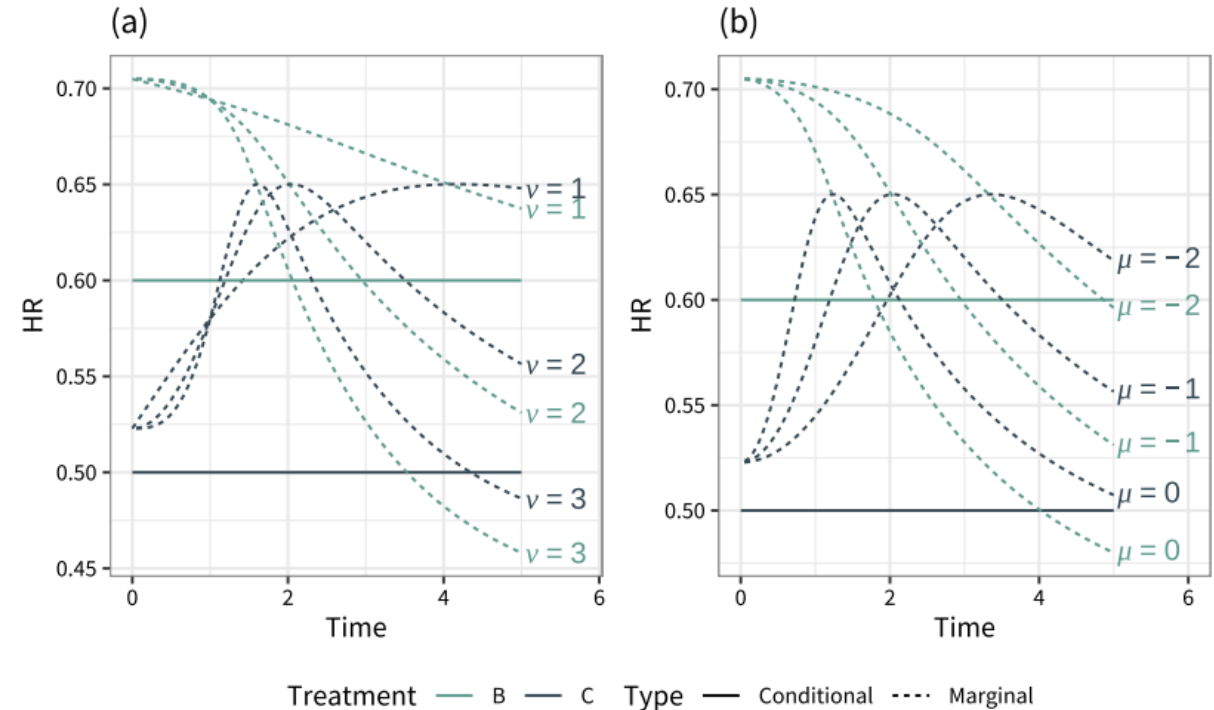 (a)
HR
0.70
0.65
0.60
0.55
0.50
0.45
ν = 1
ν = 1
ν = 2
ν = 2
ν = 3
ν = 3
0 2 4 6
Time
(b)
HR
0.70
0.65
0.60
0.55
0.50
μ = −2
μ = −2
μ = −1
μ = −1
μ = 0
μ = 0
0 2 4 6
Time
Treatment B C Type Conditional Marginal